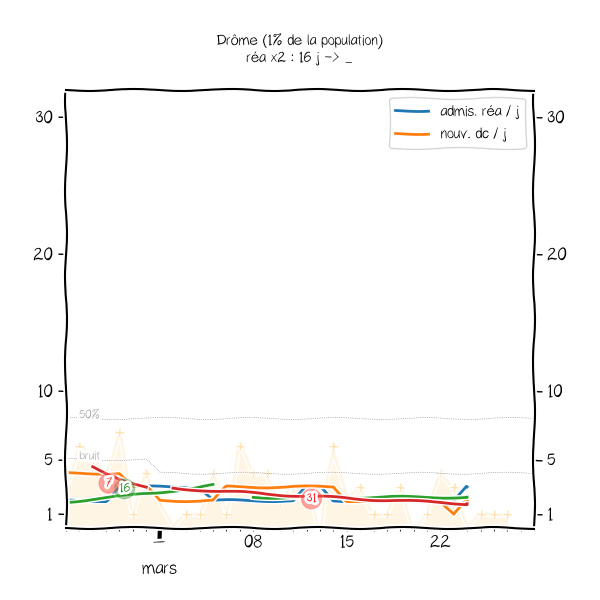 Drôme (1% de la population)
réa x2 : 16 j -> _
admis. réa / j
nouv. dc / j
30
30
20
20
10
10
50%
bruit
5
5
7
16
31
1
1
08
15
22
mars